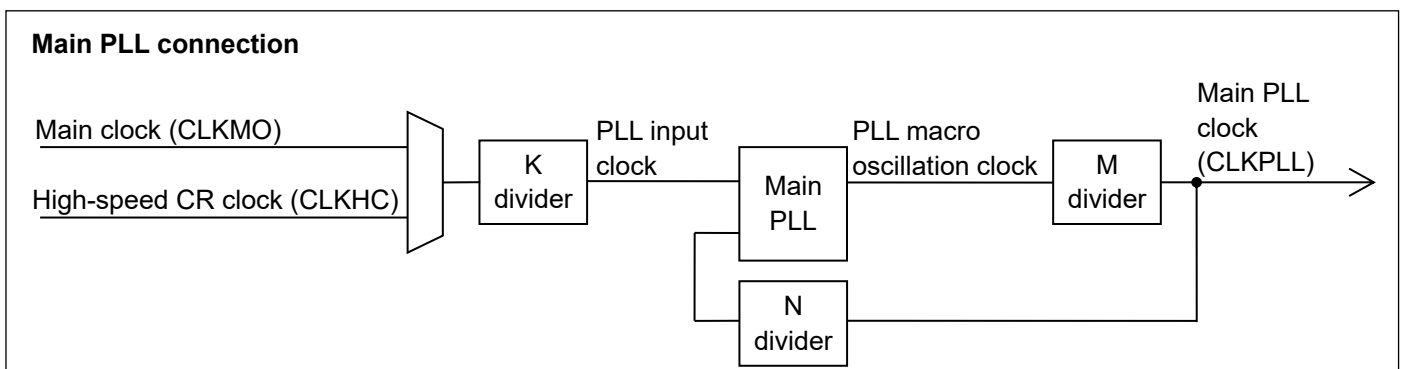 Main PLL connection
Main clock (CLKMO)
High-speed CR clock (CLKHC)
K
divider
PLL input
clock
Main
PLL
PLL macro
oscillation clock
M
divider
Main PLL
clock
(CLKPLL)
N
divider